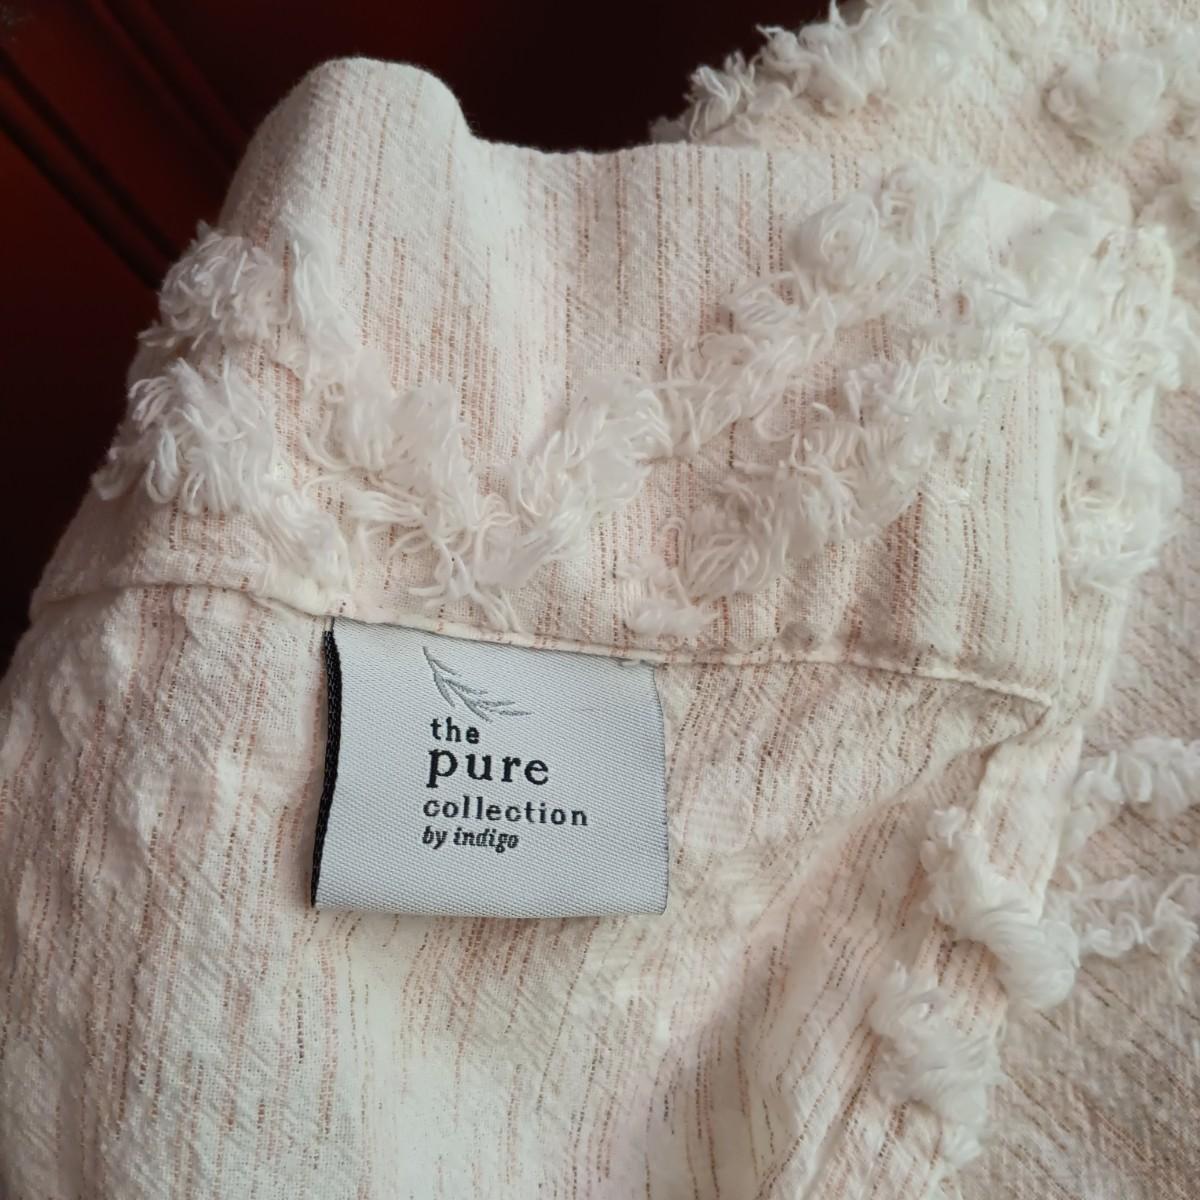 the
pure
collection
by indigo